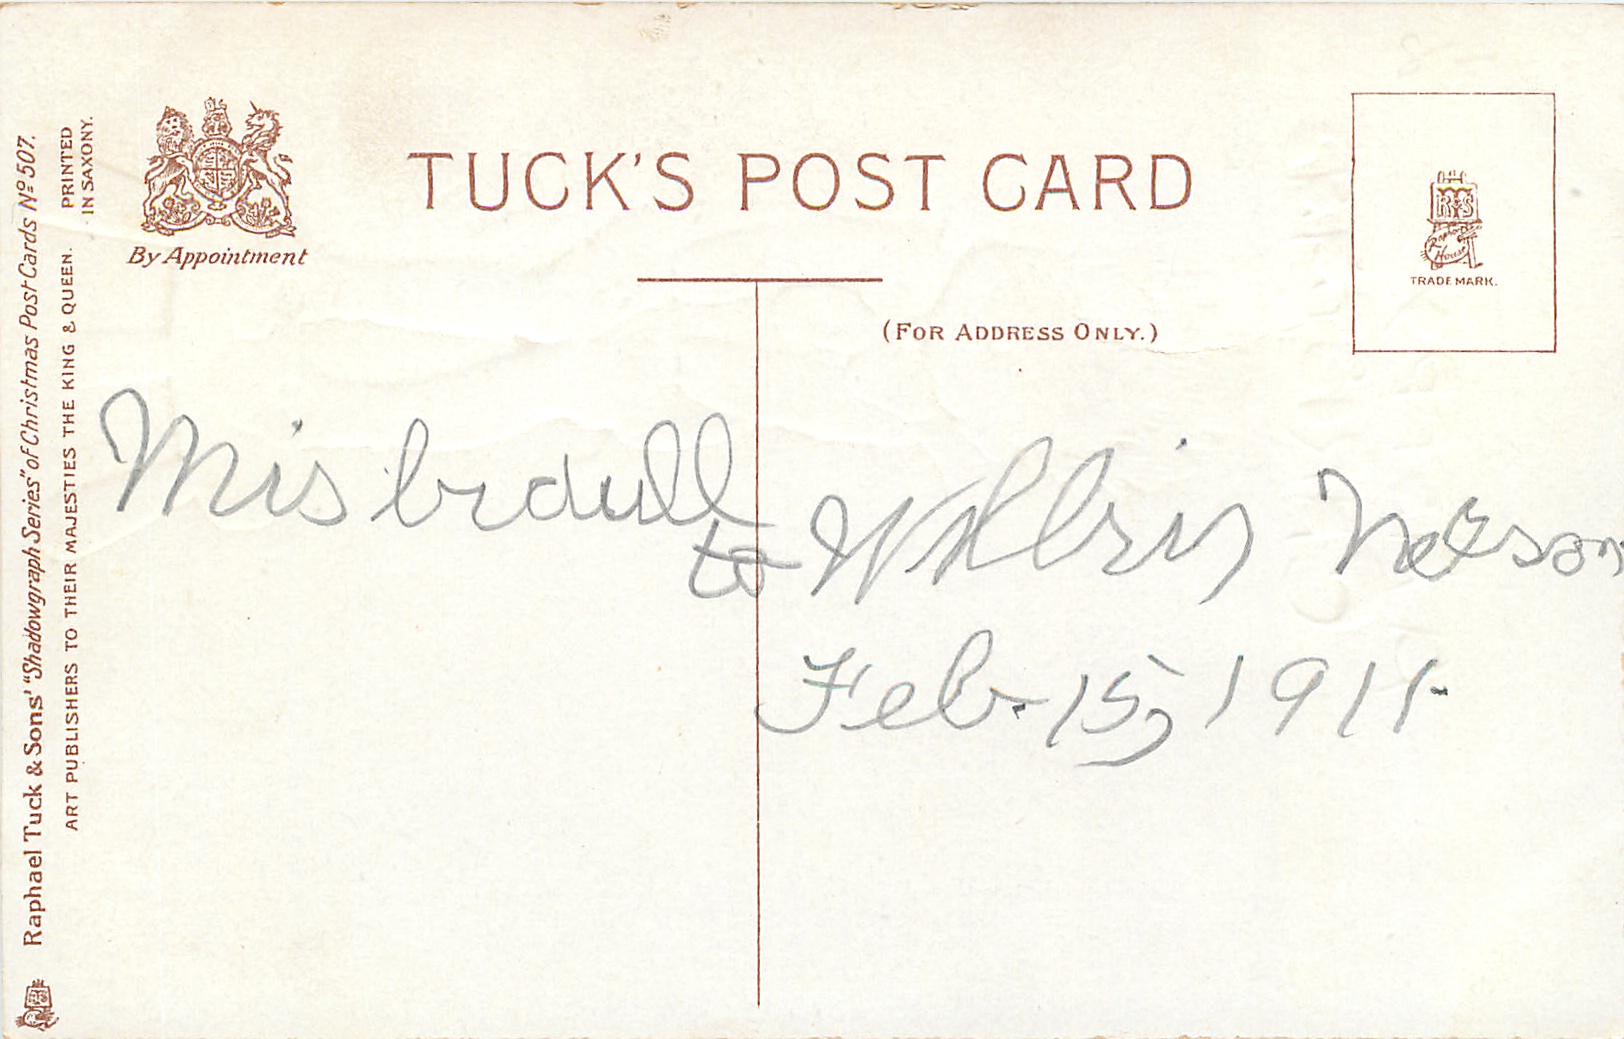 TUCK'S POST CARD
By Appointment
(FOR ADDRESS ONLY.)
R T & S
TRADE MARK.
Raphael Tuck & Sons' "Shadowgraph Series" of Christmas Post Cards Nº 507.
ART PUBLISHERS TO THEIR MAJESTIES THE KING & QUEEN.
PRINTED
IN SAXONY.
Mis
to
Nelson
Feb. 15, 1911